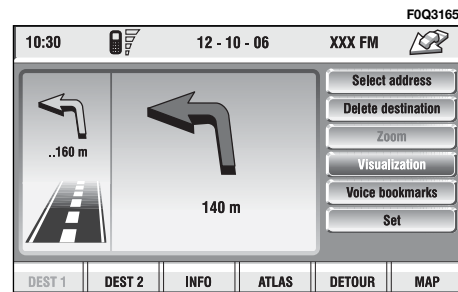 F0Q3165
10:30 12 - 10 - 06 XXX FM
Select address
Delete destination
Zoom
Visualization
Voice bookmarks
Set
..160 m
140 m
DEST 1 DEST 2 INFO ATLAS DETOUR MAP